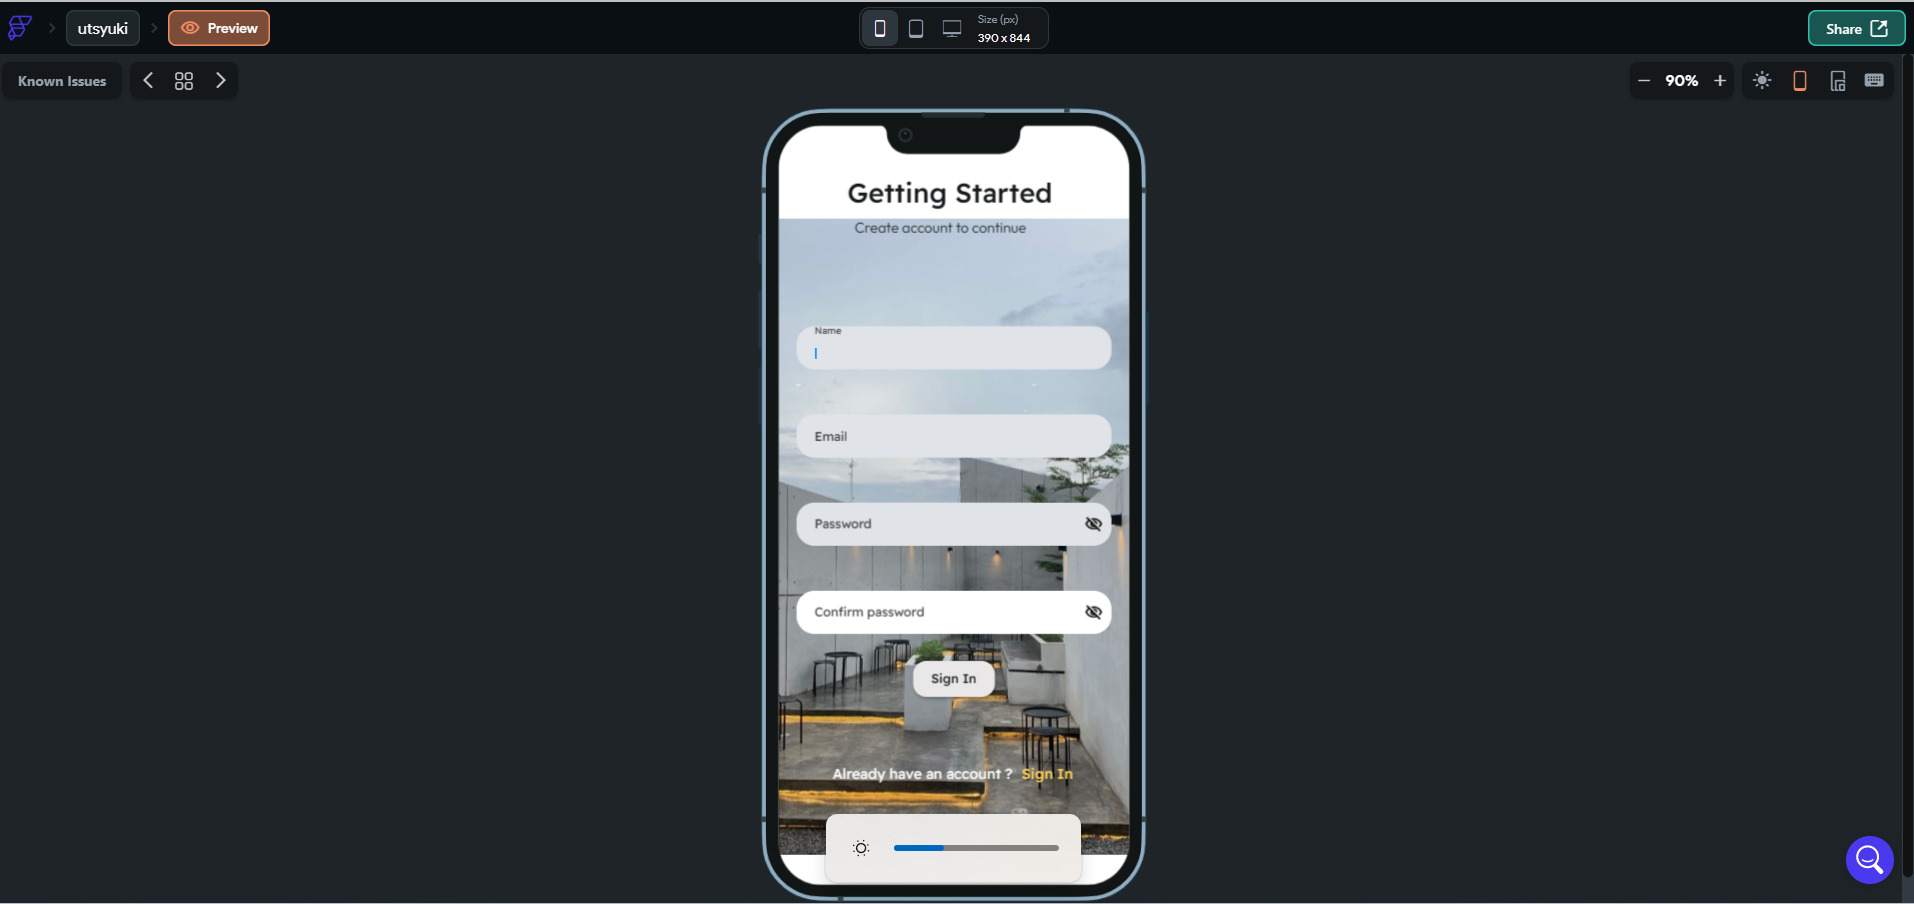 utsyuki
Preview
Size (px)
390 x 844
Share
Known Issues
90%
Getting Started
Create account to continue
Name
Email
Password
Confirm password
Sign In
Already have an account ? Sign In